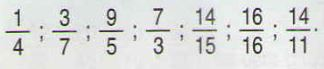 1/4 ; 3/7 ; 9/5 ; 7/3 ; 14/15 ; 16/16 ; 14/11.